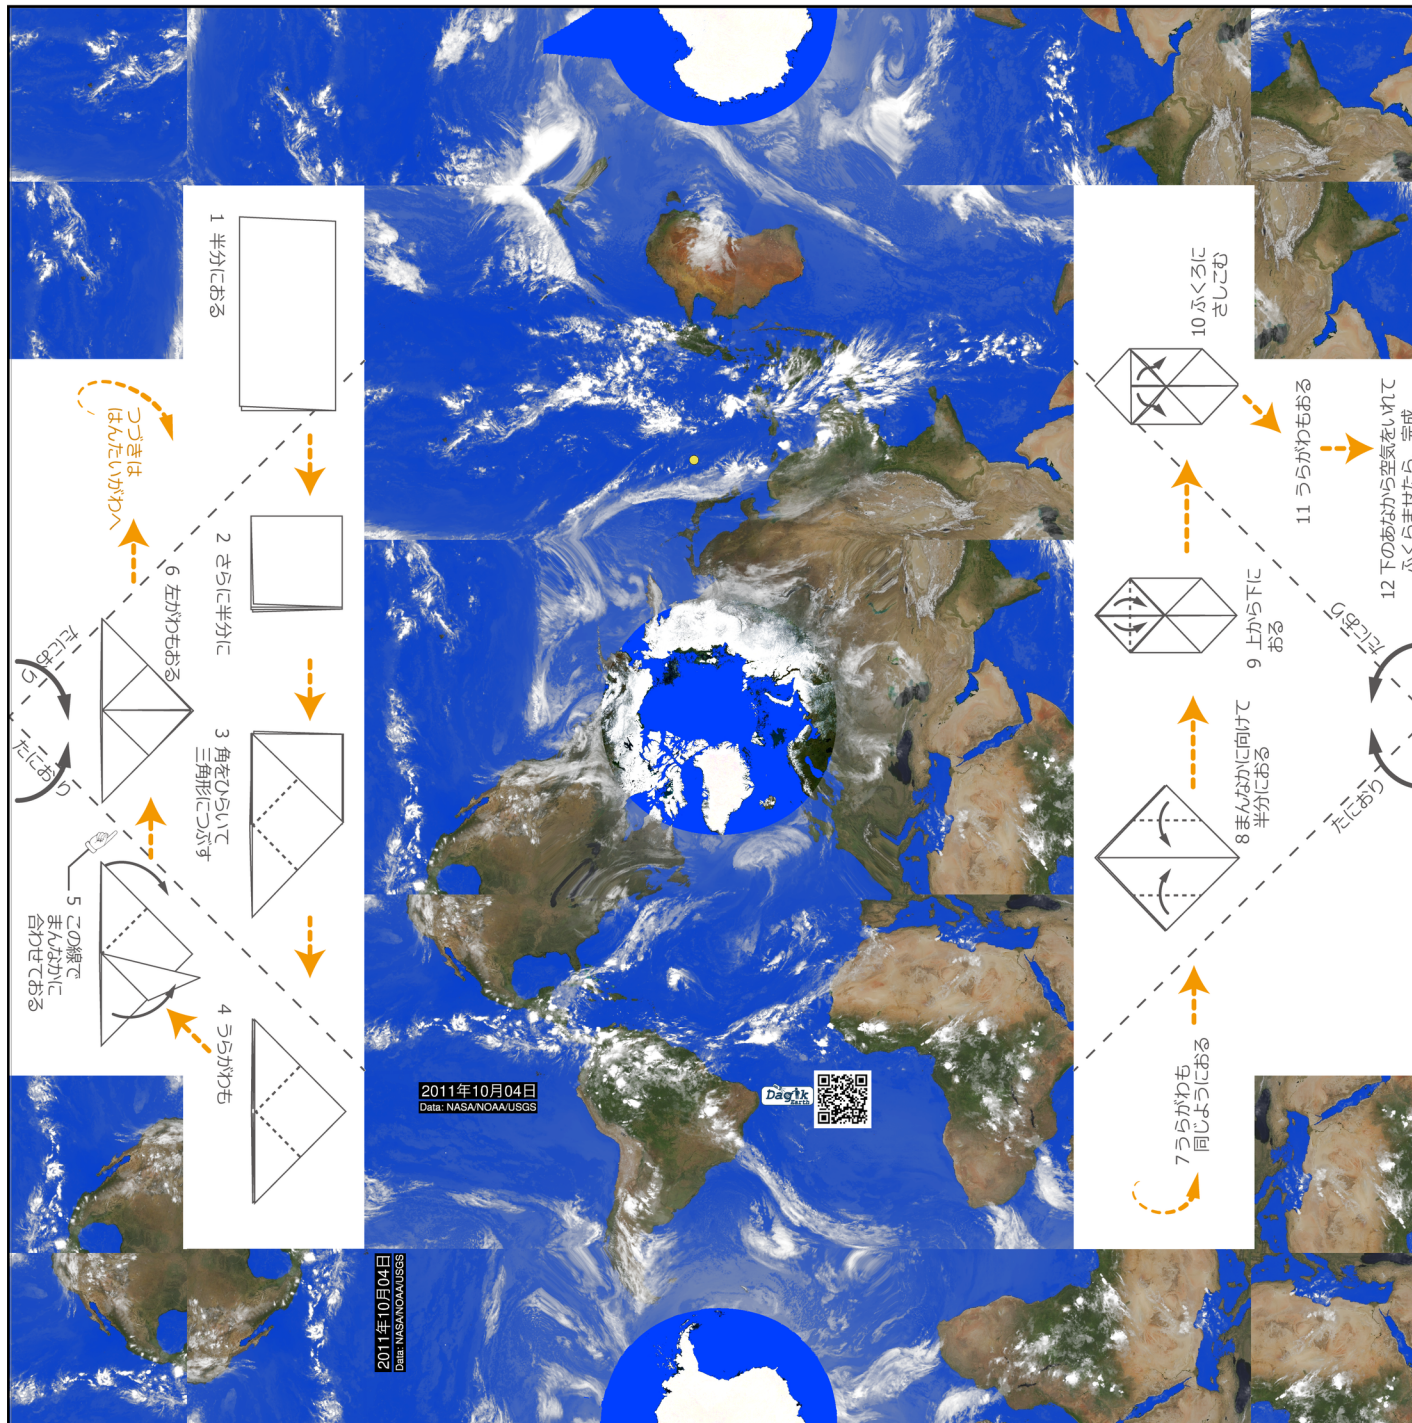 1 半分におる
2 さらに半分に
3 角をひらいて
三角形につぶす
4 うらがわも
5 この線で
まんなかに
合わせておる
6 左がわもおる
つづきは
はんたいがわへ
たにおり
たにおり
7 うらがわも
同じようにおる
8 まんなかに向けて
半分におる
9 上から下に
おる
10 ふくろに
さしこむ
11 うらがわもおる
12 下のあなから空気をいれて
ふくらませたら、完成
たにおり
たにおり
2011年10月04日
Data: NASA/NOAA/USGS
Dagik
Earth
2011年10月04日
Data: NASA/NOAA/USGS